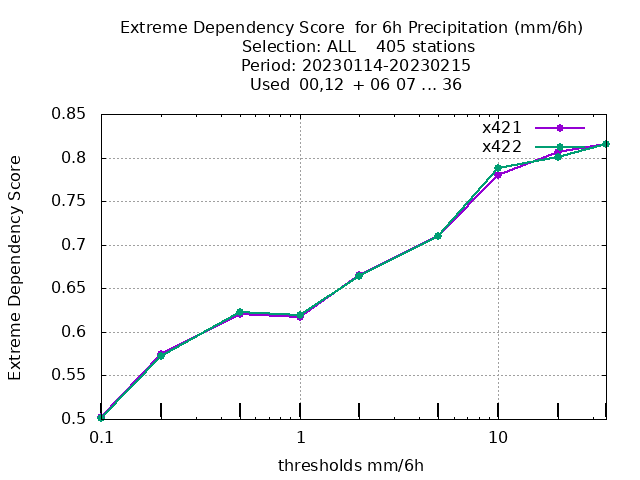 Extreme Dependency Score  for 6h Precipitation (mm/6h)
Selection: ALL    405 stations
Period: 20230114-20230215
Used  00,12  + 06 07 ... 36
x421
x422
0.85
0.8
0.75
0.7
0.65
0.6
0.55
0.5
Extreme Dependency Score
0.1
1
10
thresholds mm/6h